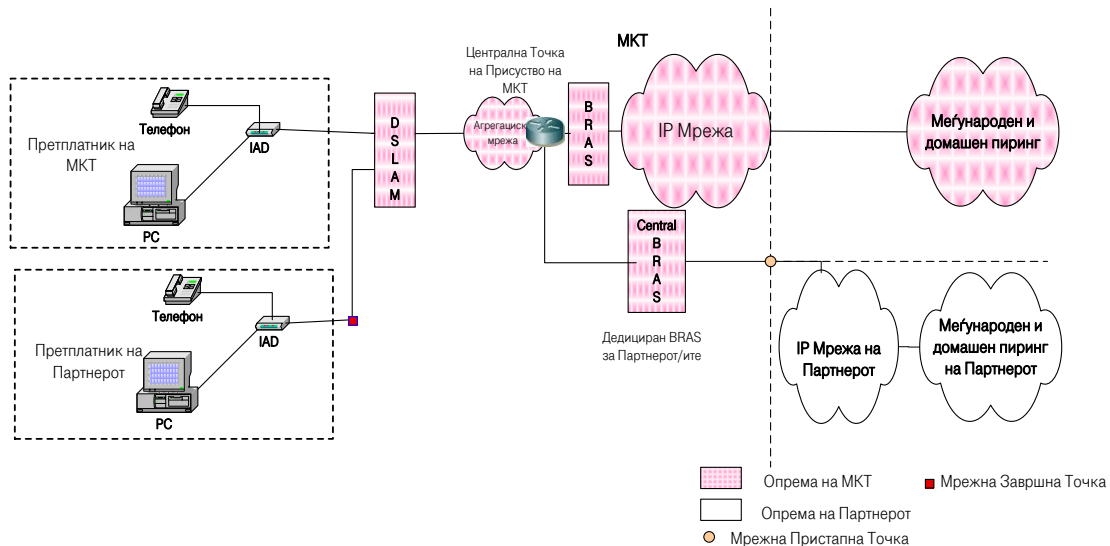 Централна Точка
на Присуство на
МКТ
МКТ
Телефон
IAD
Претплатник на
МКТ
PC
D
S
L
A
M
Агрегациск
мрежа
B
R
A
S
IP Мрежа
Меѓународен и
домашен пиринг
Central
B
R
A
S
Дедициран BRAS
за Партнерот/ите
Телефон
IAD
Претплатник на
Партнерот
PC
IP Мрежа на
Партнерот
Меѓународен и
домашен пиринг
на Партнерот
Опрема на МКТ
Мрежна Завршна Точка
Опрема на Партнерот
Мрежна Пристапна Точка